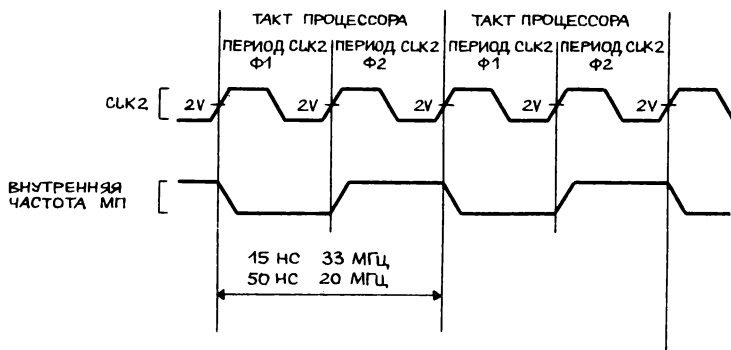 ТАКТ ПРОЦЕССОРА ТАКТ ПРОЦЕССОРА
ПЕРИОД CLK2 ПЕРИОД CLK2 ПЕРИОД CLK2 ПЕРИОД CLK2
Ф1 Ф2 Ф1 Ф2
CLK2 2V 2V 2V 2V 2V
ВНУТРЕННЯЯ
ЧАСТОТА МП
15 НС 33 МГЦ
50 НС 20 МГЦ